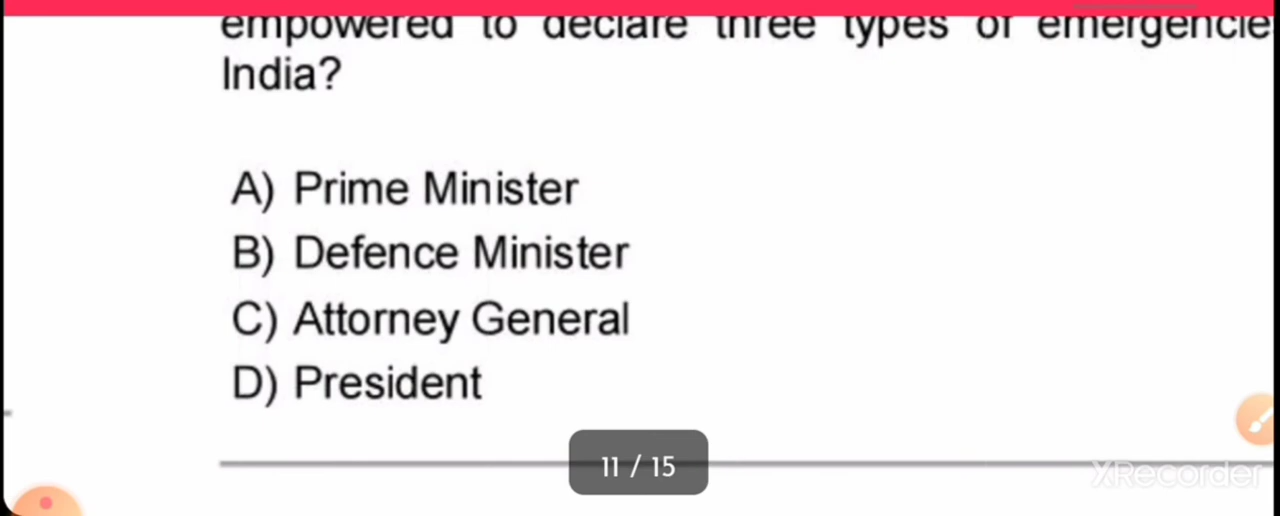 empowered to declare three types of emergencie
India?
A) Prime Minister
B) Defence Minister
C) Attorney General
D) President
11 / 15
XRecorder